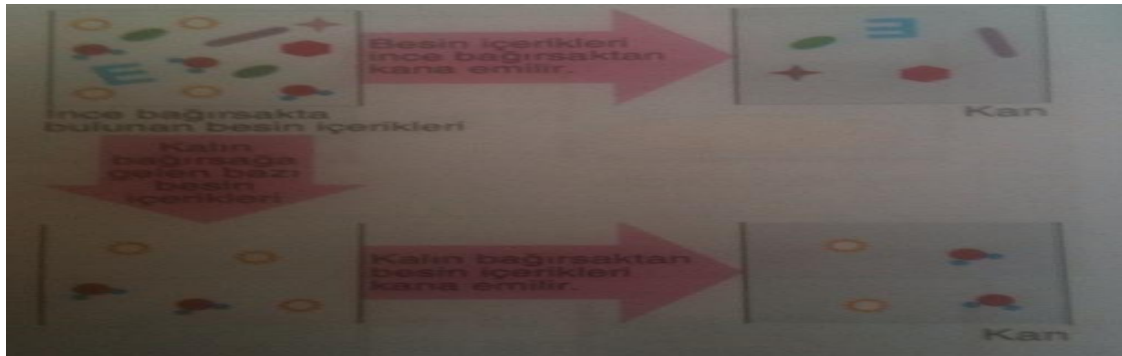 Besin içerikleri
ince bağırsaktan
kana emilir.
Kan
İnce bağırsakta
bulunan besin içerikleri
Kalın
bağırsağa
gelen bazı
besin
içerikleri
Kalın bağırsaktan
besin içerikleri
kana emilir.
Kan